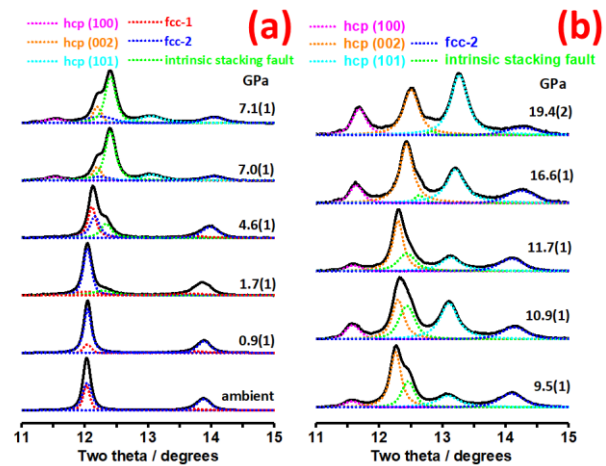 (a)
hcp (100) fcc-1
hcp (002) fcc-2
hcp (101) intrinsic stacking fault
GPa
7.1(1)
7.0(1)
4.6(1)
1.7(1)
0.9(1)
ambient
11 12 13 14 15
Two theta / degrees
(b)
hcp (100)
hcp (002) fcc-2
hcp (101) intrinsic stacking fault
GPa
19.4(2)
16.6(1)
11.7(1)
10.9(1)
9.5(1)
11 12 13 14 15
Two theta / degrees